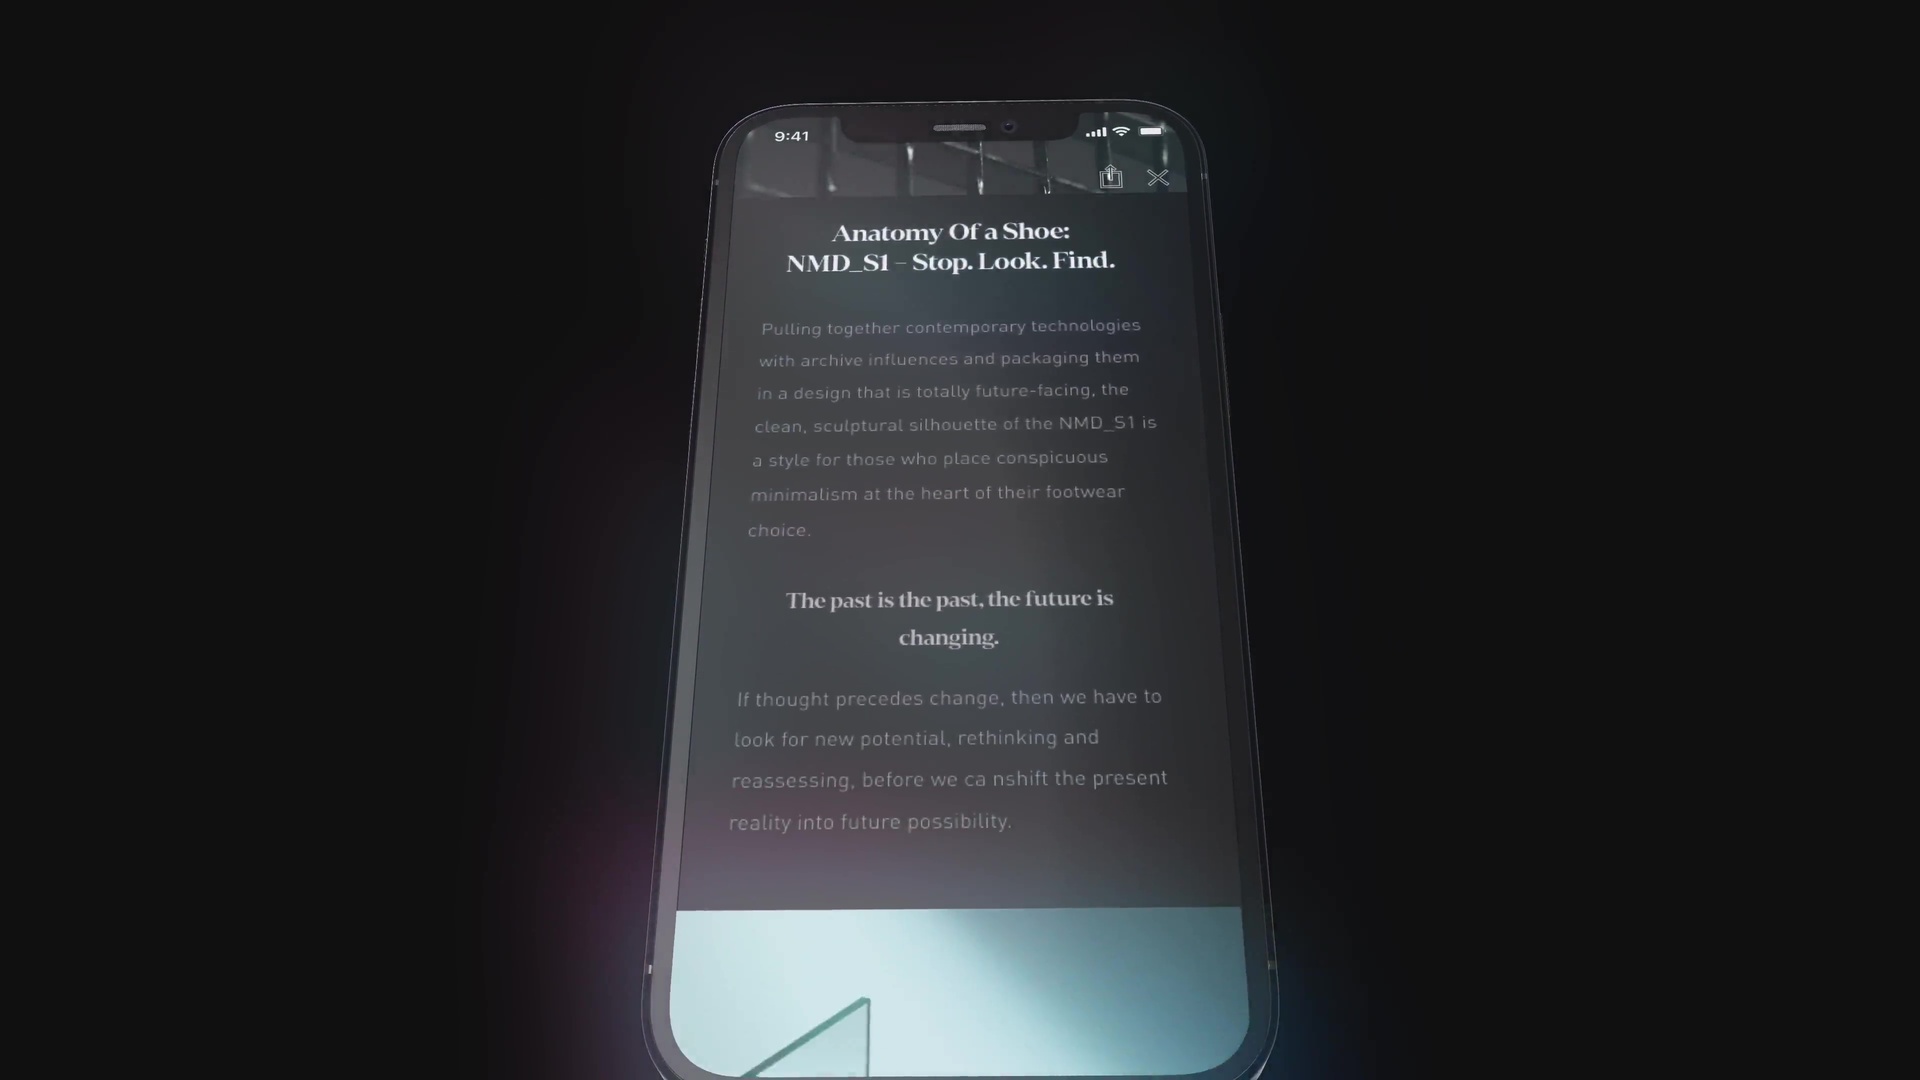 9:41
Anatomy Of a Shoe:
NMD_S1 – Stop. Look. Find.
Pulling together contemporary technologies
with archive influences and packaging them
in a design that is totally future-facing, the
clean, sculptural silhouette of the NMD_S1 is
a style for those who place conspicuous
minimalism at the heart of their footwear
choice.
The past is the past, the future is
changing.
If thought precedes change, then we have to
look for new potential, rethinking and
reassessing, before we ca nshift the present
reality into future possibility.